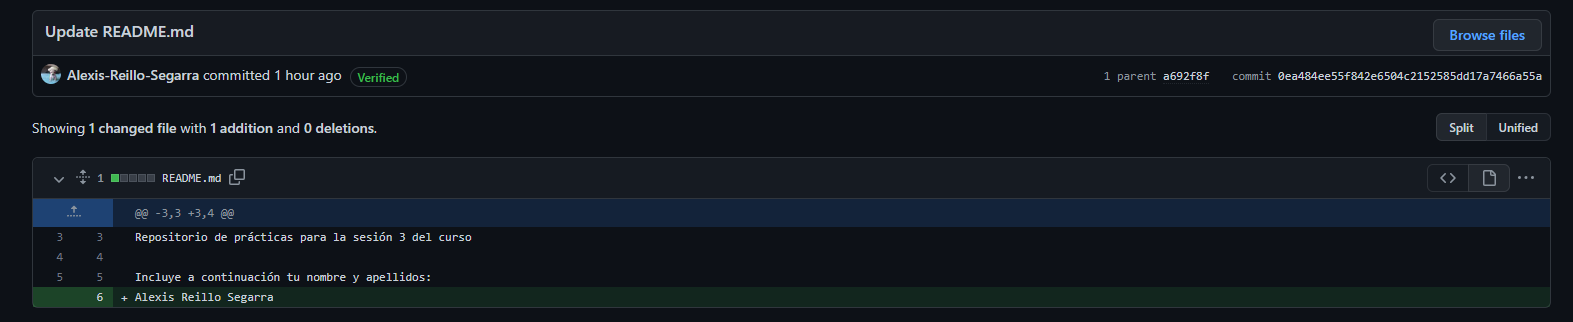 Update README.md
Browse files
Alexis-Reillo-Segarra committed 1 hour ago Verified
1 parent a692f8f commit 0ea484ee55f842e6504c2152585dd17a7466a55a
Showing 1 changed file with 1 addition and 0 deletions.
Split Unified
1 README.md
@@ -3,3 +3,4 @@
3 3 Repositorio de prácticas para la sesión 3 del curso
4 4
5 5 Incluye a continuación tu nombre y apellidos:
6 + Alexis Reillo Segarra